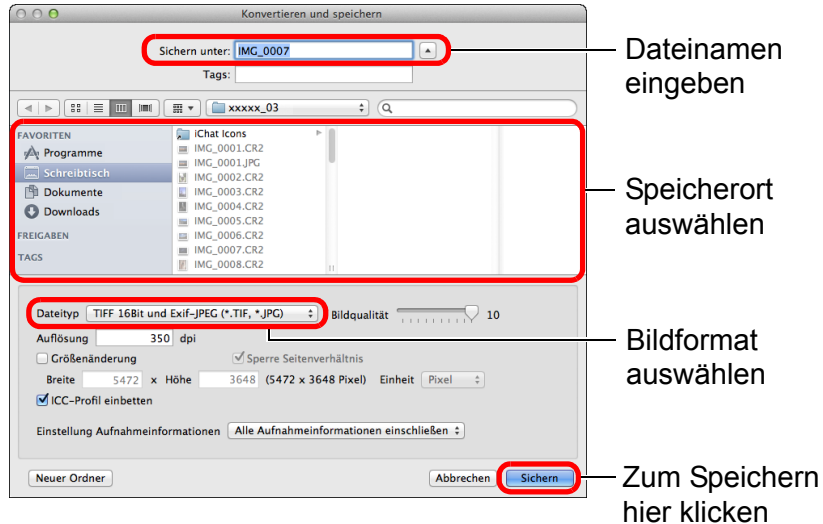 Konvertieren und speichern
Sichern unter: IMG_0007
Dateinamen
eingeben
Tags:
xxxxx_03
FAVORITEN
Programme
Schreibtisch
Dokumente
Downloads
FREIGABEN
TAGS
iChat Icons
IMG_0001.CR2
IMG_0001.JPG
IMG_0002.CR2
IMG_0003.CR2
IMG_0004.CR2
IMG_0005.CR2
IMG_0006.CR2
IMG_0007.CR2
IMG_0008.CR2
Speicherort
auswählen
Dateityp TIFF 16Bit und Exif-JPEG (*.TIF, *.JPG) Bildqualität 10
Auflösung 350 dpi
Größenänderung Sperre Seitenverhältnis
Breite 5472 x Höhe 3648 (5472 x 3648 Pixel) Einheit Pixel
ICC-Profil einbetten
Einstellung Aufnahmeinformationen Alle Aufnahmeinformationen einschließen
Bildformat
auswählen
Neuer Ordner Abbrechen Sichern
Zum Speichern
hier klicken